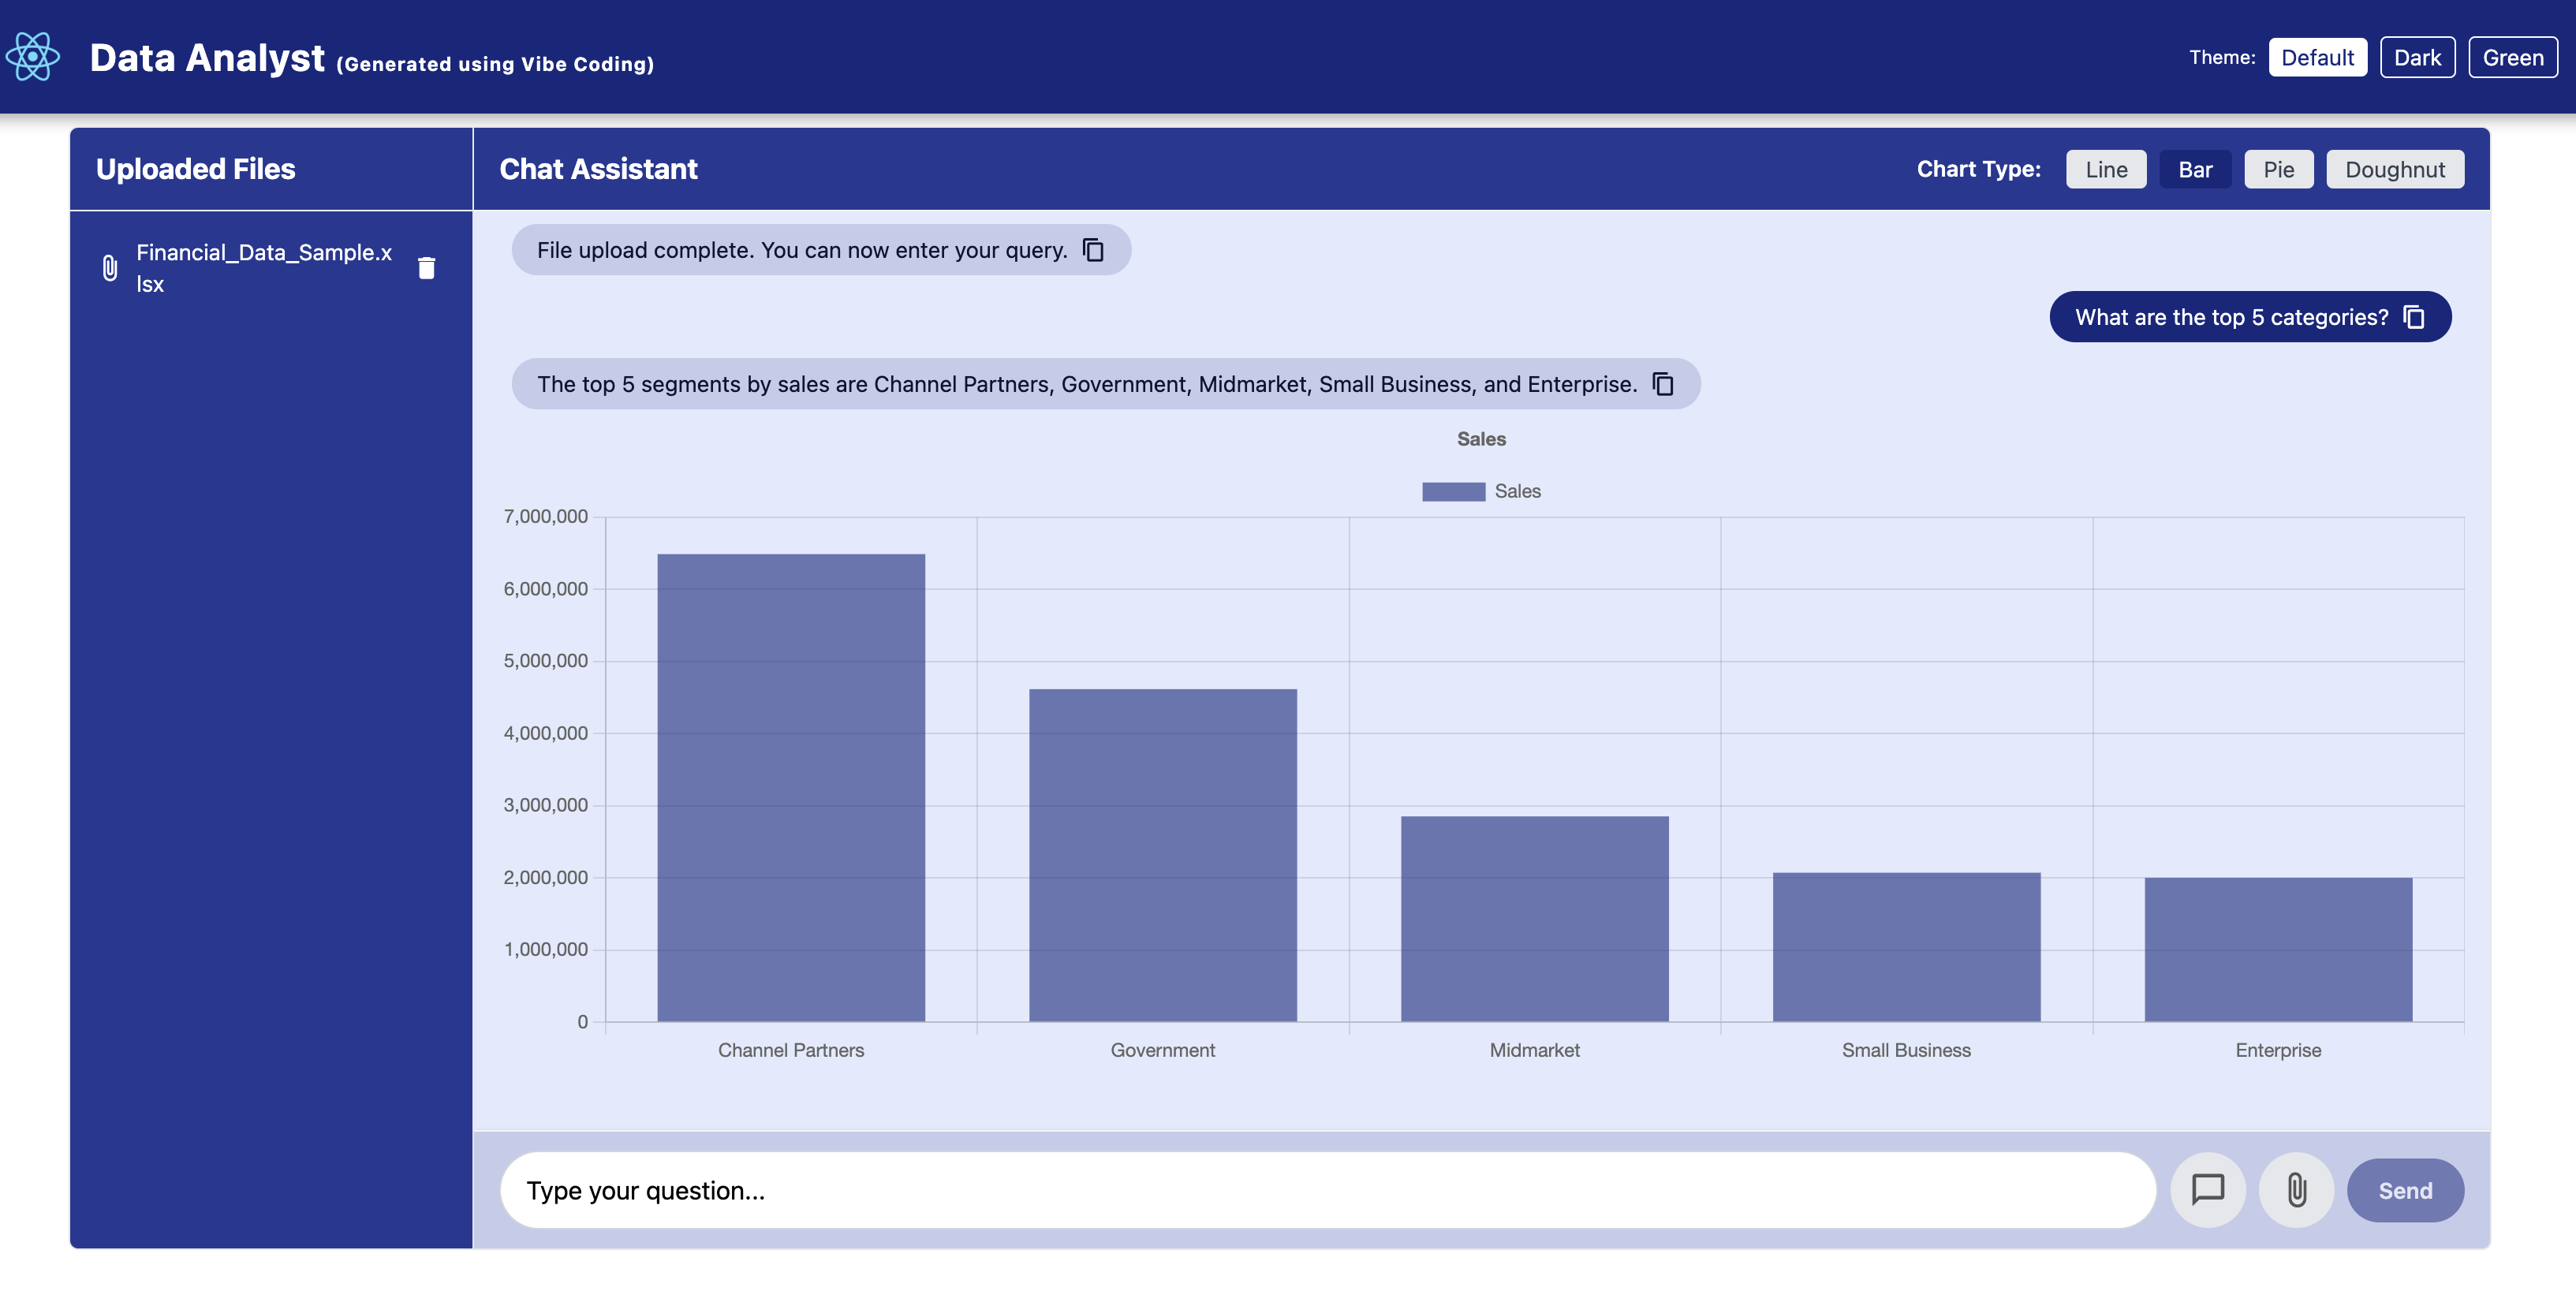 Data Analyst (Generated using Vibe Coding)
Theme: Default Dark Green
Uploaded Files
Financial_Data_Sample.x
lsx
Chat Assistant
Chart Type: Line Bar Pie Doughnut
File upload complete. You can now enter your query.
What are the top 5 categories?
The top 5 segments by sales are Channel Partners, Government, Midmarket, Small Business, and Enterprise.
Sales
Sales
7,000,000
6,000,000
5,000,000
4,000,000
3,000,000
2,000,000
1,000,000
0
Channel Partners Government Midmarket Small Business Enterprise
Type your question...
Send